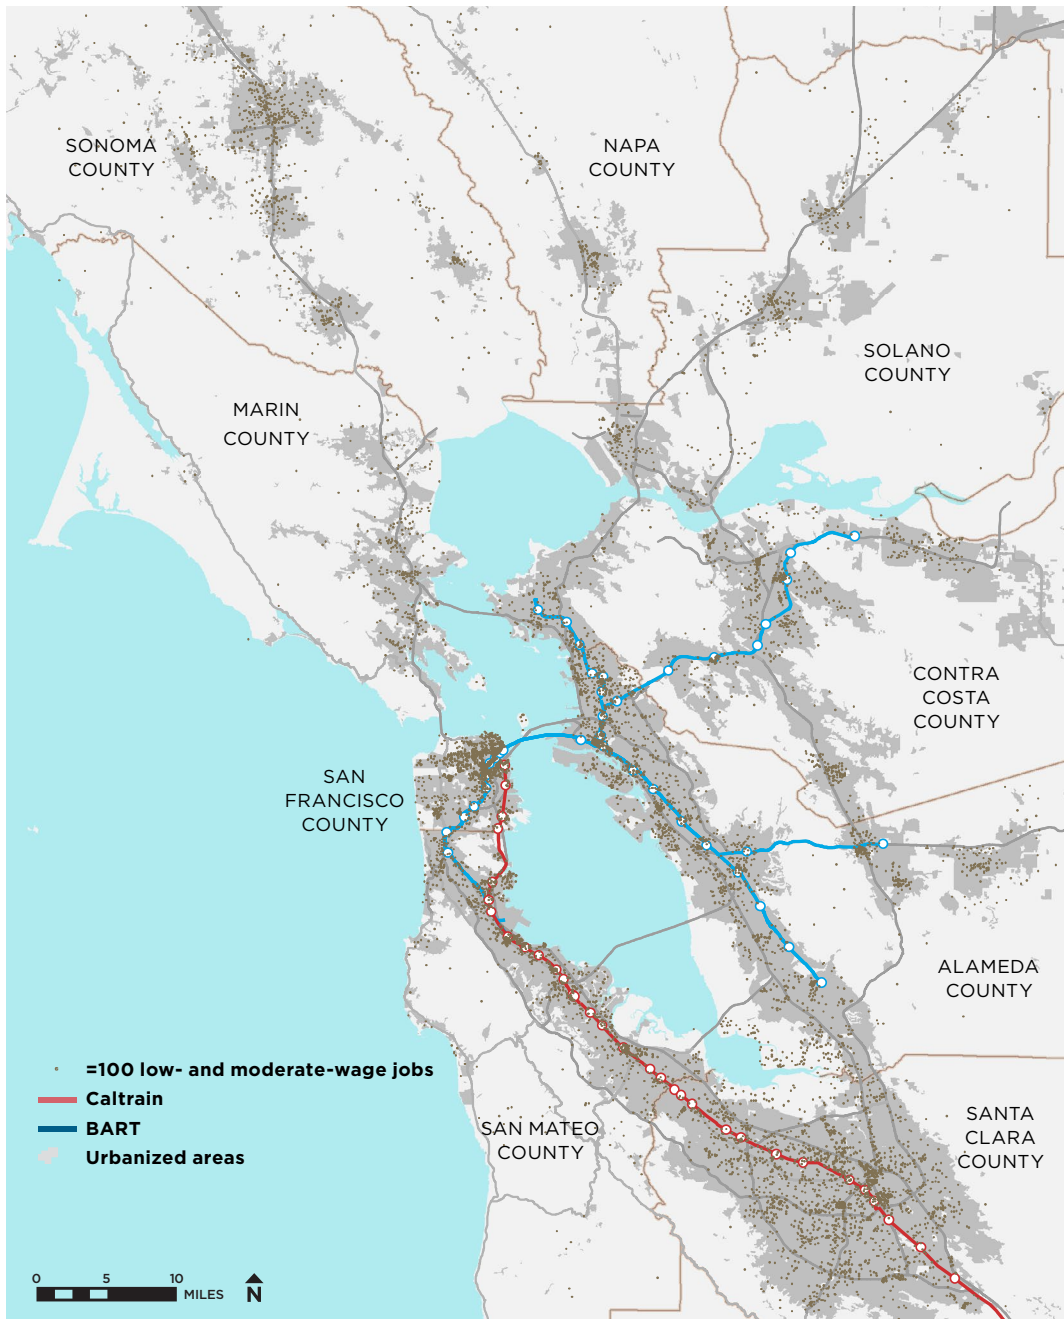 SONOMA
COUNTY
NAPA
COUNTY
SOLANO
COUNTY
MARIN
COUNTY
CONTRA
COSTA
COUNTY
SAN
FRANCISCO
COUNTY
ALAMEDA
COUNTY
=100 low- and moderate-wage jobs
Caltrain
BART
Urbanized areas
SAN MATEO
COUNTY
SANTA
CLARA
COUNTY
0 5 10
MILES
N